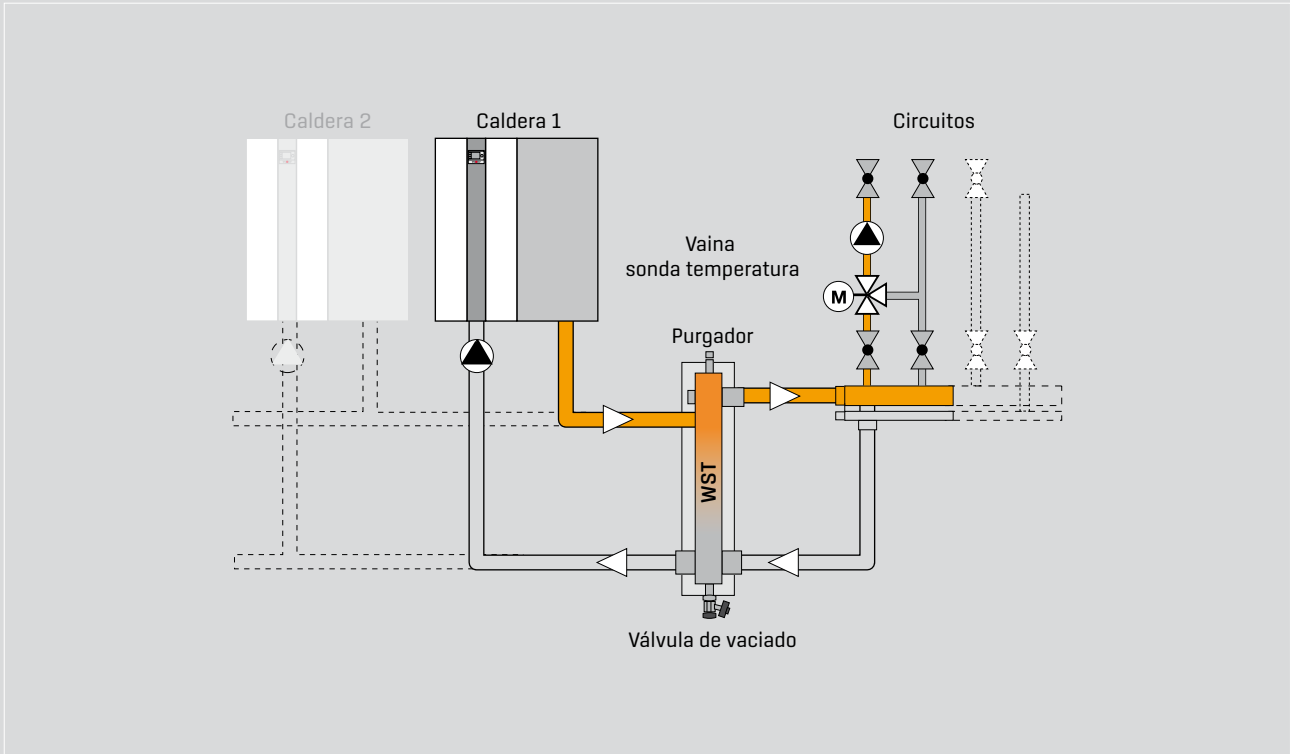 Caldera 2
Caldera 1
Circuitos
Vaina
sonda temperatura
M
Purgador
WST
Válvula de vaciado